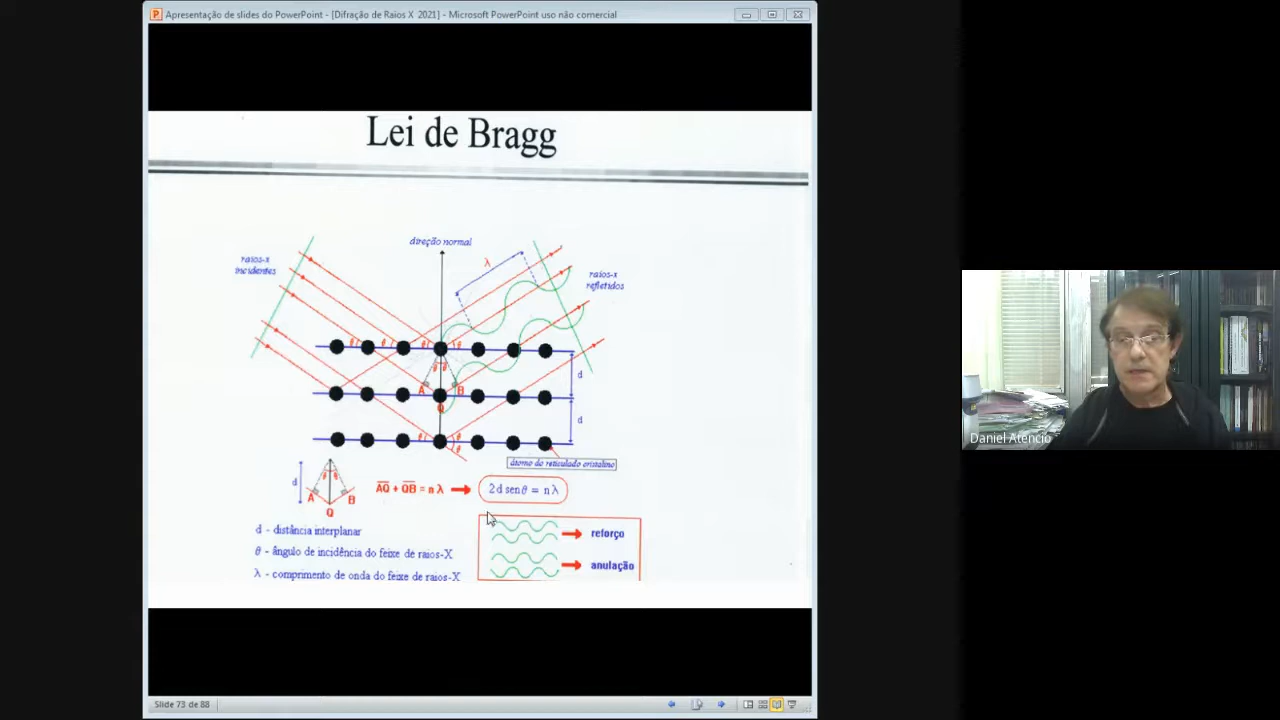 Apresentação de slides do PowerPoint - [Difração de Raios X 2021] - Microsoft PowerPoint uso não comercial
Lei de Bragg
direção normal
raios-x
incidentes
λ
raios-x
refletidos
θ θ θ θ
θ θ
d
A B
Q
d
θ θ
θ
átomo do reticulado cristalino
d
θ θ
A B
Q
AQ + QB = n λ
2 d senθ = n λ
d - distância interplanar
θ - ângulo de incidência do feixe de raios-X
λ - comprimento de onda do feixe de raios-X
reforço
anulação
Daniel Atencio
Slide 73 de 88